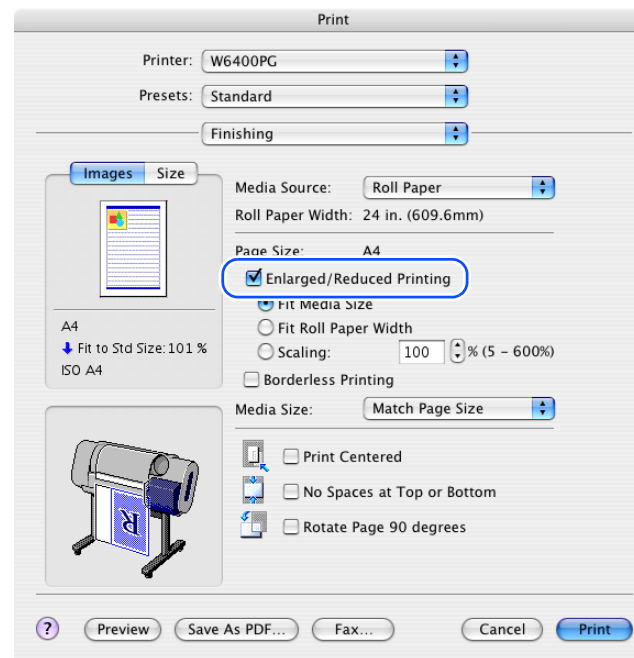 Print
Printer: W6400PG
Presets: Standard
Finishing
Images Size
Media Source: Roll Paper
Roll Paper Width: 24 in. (609.6mm)
Page Size: A4
Enlarged/Reduced Printing
Fit Media Size
A4
Fit Roll Paper Width
Fit to Std Size:101 %
Scaling: 100 % (5 – 600%)
ISO A4
Borderless Printing
Media Size: Match Page Size
Print Centered
No Spaces at Top or Bottom
R
Rotate Page 90 degrees
? Preview Save As PDF... Fax... Cancel Print